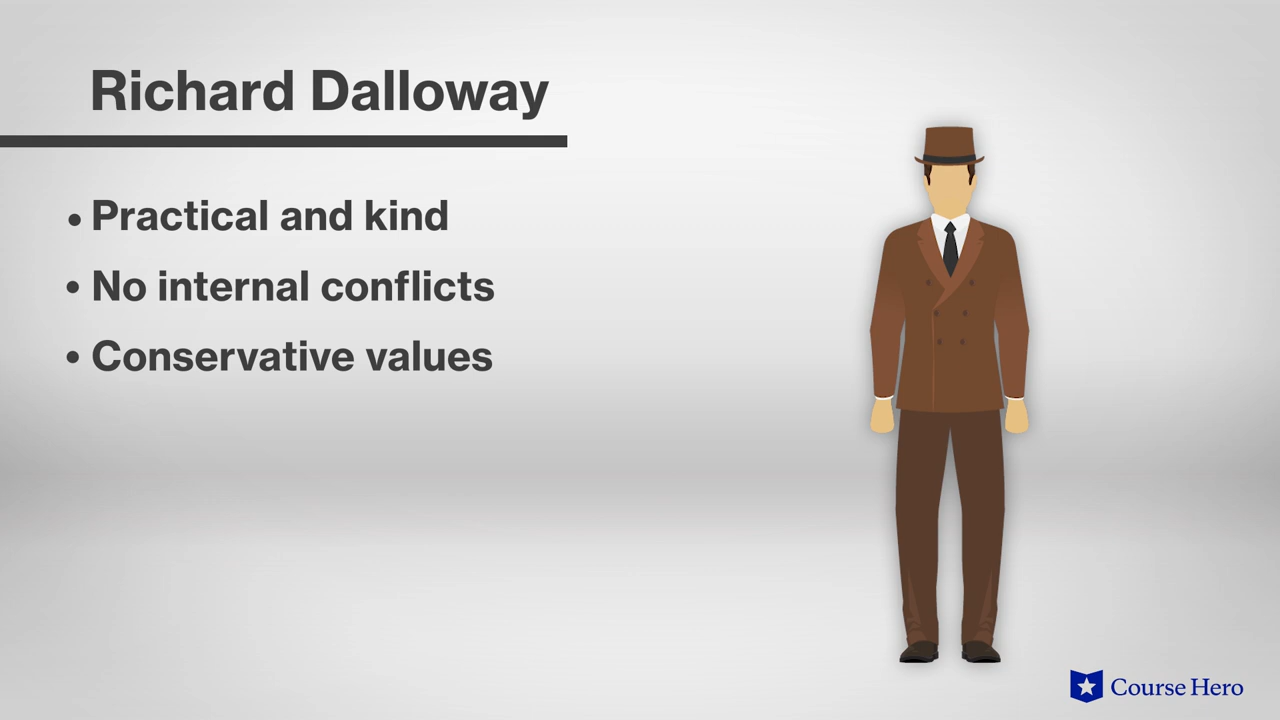 Richard Dalloway
• Practical and kind
• No internal conflicts
• Conservative values
Course Hero